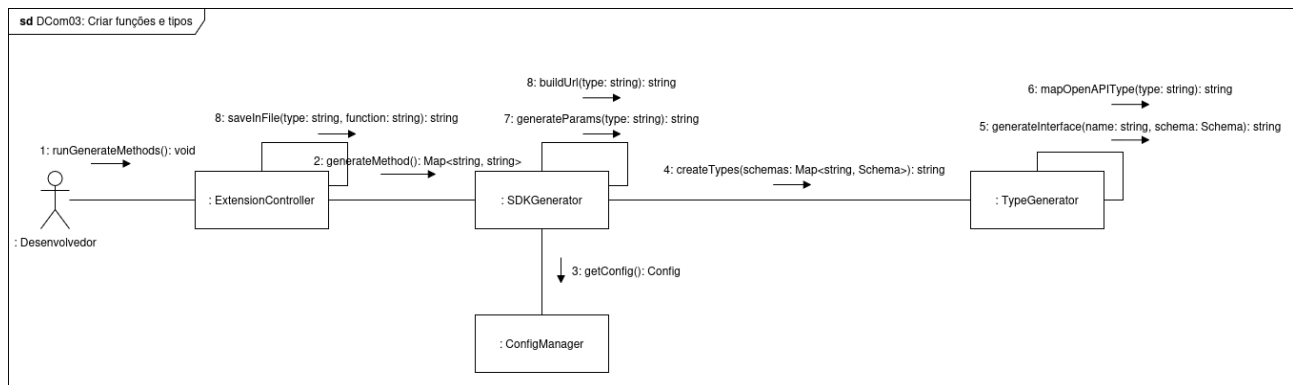 sd DCom03: Criar funções e tipos
8: buildUrl(type: string): string
6: mapOpenAPIType(type: string): string
8: saveInFile(type: string, function: string): string
7: generateParams(type: string): string
5: generateInterface(name: string, schema: Schema): string
1: runGenerateMethods(): void
2: generateMethod(): Map<string, string>
4: createTypes(schemas: Map<string, Schema>): string
: ExtensionController
: SDKGenerator
: TypeGenerator
: Desenvolvedor
3: getConfig(): Config
: ConfigManager